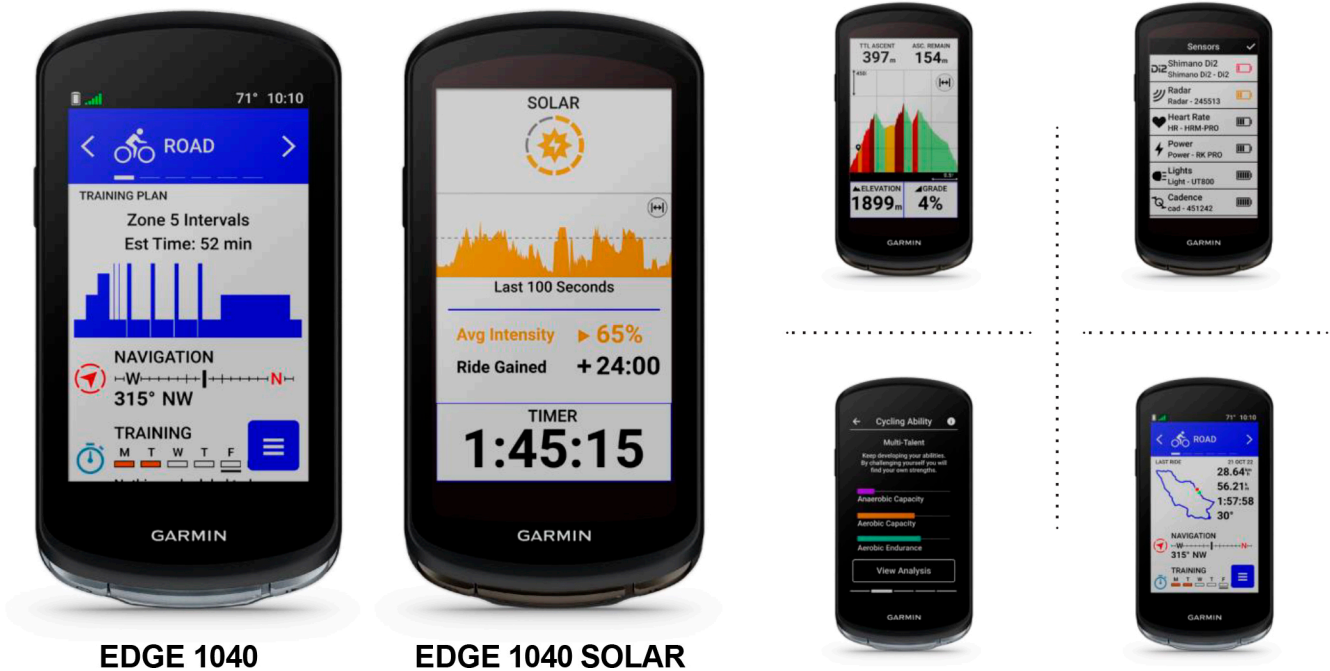 71° 10:10
ROAD
TRAINING PLAN
Zone 5 Intervals
Est Time: 52 min
NAVIGATION
W N
315° NW
TRAINING
M T W T F
GARMIN
EDGE 1040
SOLAR
Last 100 Seconds
Avg Intensity 65%
Ride Gained +24:00
TIMER
1:45:15
GARMIN
EDGE 1040 SOLAR
TTL ASCENT ASC. REMAIN
397m 154m
ELEVATION GRADE
1899m 4%
GARMIN
Sensors
Di2 Shimano Di2
Shimano Di2 - Di2
Radar
Radar - 245513
Heart Rate
HR - HRM-PRO
Power
Power - RK PRO
Lights
Light - UT800
Cadence
cad - 451242
GARMIN
Cycling Ability
Multi-Talent
Keep developing your abilities.
By challenging yourself you will
find your own strengths.
Anaerobic Capacity
Aerobic Capacity
Aerobic Endurance
View Analysis
GARMIN
71° 10:10
ROAD
LAST RIDE 21 OCT 22
28.64
56.21
1:57:58
30°
NAVIGATION
W N
315° NW
TRAINING
M T W T F
GARMIN